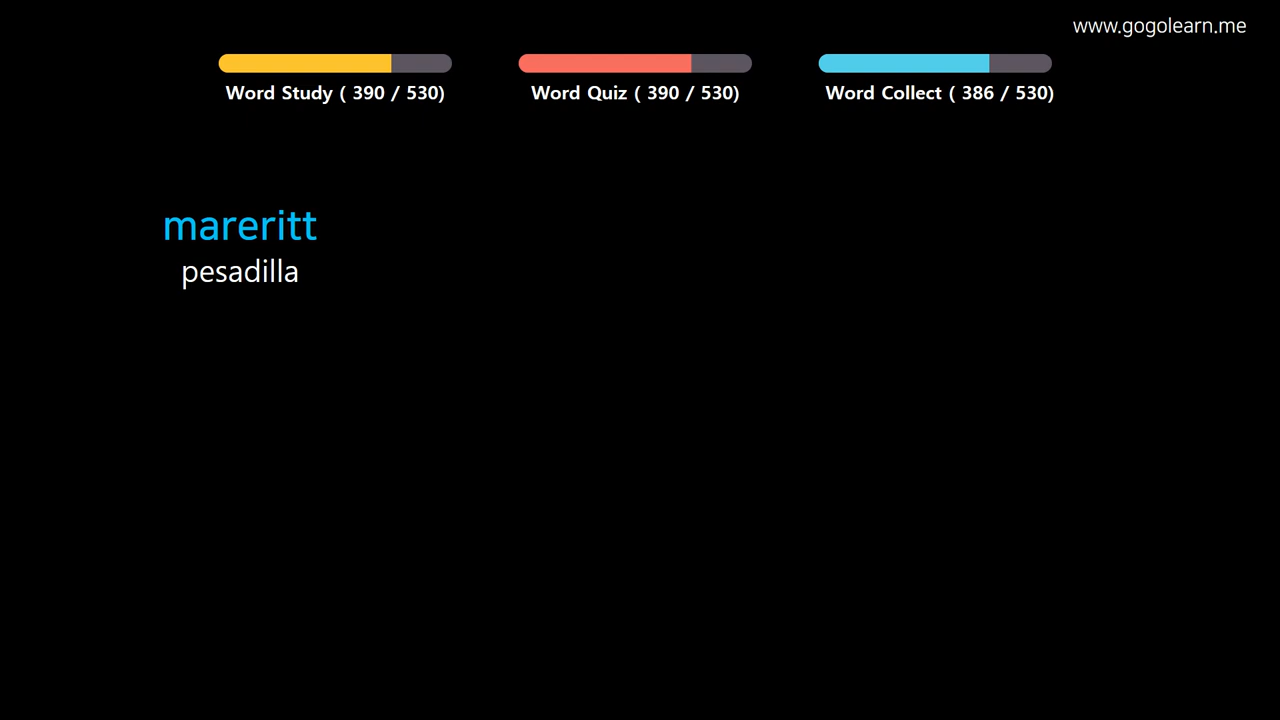 www.gogolearn.me
Word Study ( 390 / 530)
Word Quiz ( 390 / 530)
Word Collect ( 386 / 530)
mareritt
pesadilla